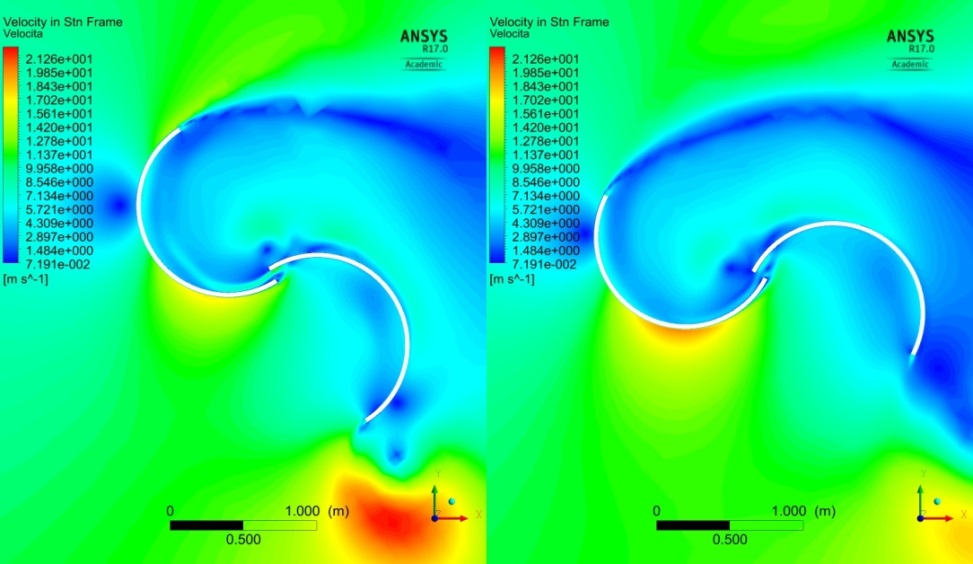 Velocity in Stn Frame
Velocita
2.126e+001
1.985e+001
1.843e+001
1.702e+001
1.561e+001
1.420e+001
1.278e+001
1.137e+001
9.958e+000
8.546e+000
7.134e+000
5.721e+000
4.309e+000
2.897e+000
1.484e+000
7.191e-002
[m s^-1]
ANSYS
R17.0
Academic
0
1.000 (m)
0.500
Y
X
Velocity in Stn Frame
Velocita
2.126e+001
1.985e+001
1.843e+001
1.702e+001
1.561e+001
1.420e+001
1.278e+001
1.137e+001
9.958e+000
8.546e+000
7.134e+000
5.721e+000
4.309e+000
2.897e+000
1.484e+000
7.191e-002
[m s^-1]
ANSYS
R17.0
Academic
0
1.000 (m)
0.500
Y
X